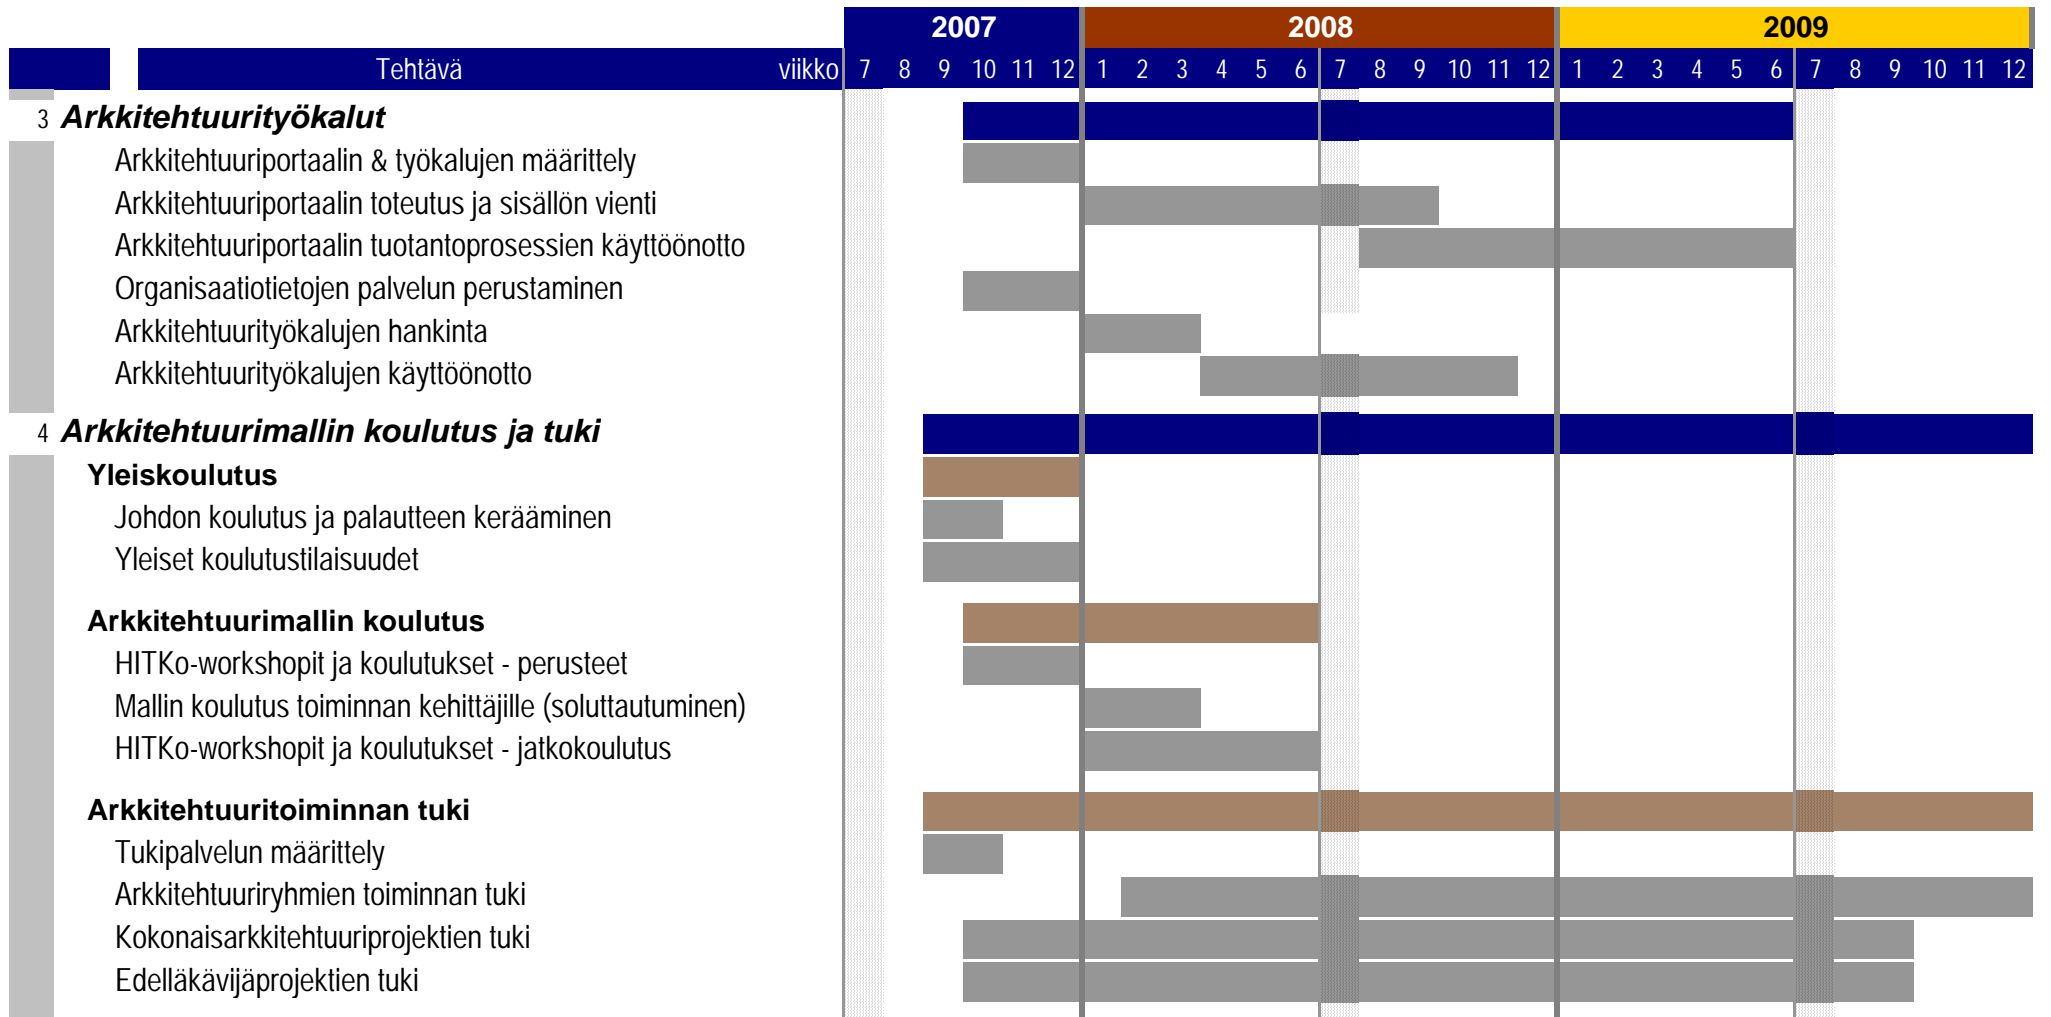 2007 2008 2009
Tehtävä viikko 7 8 9 10 11 12 1 2 3 4 5 6 7 8 9 10 11 12 1 2 3 4 5 6 7 8 9 10 11 12
3 Arkkitehtuurityökalut
Arkkitehtuuriportaalin & työkalujen määrittely
Arkkitehtuuriportaalin toteutus ja sisällön vienti
Arkkitehtuuriportaalin tuotantoprosessien käyttöönotto
Organisaatiotietojen palvelun perustaminen
Arkkitehtuurityökalujen hankinta
Arkkitehtuurityökalujen käyttöönotto
4 Arkkitehtuurimallin koulutus ja tuki
Yleiskoulutus
Johdon koulutus ja palautteen kerääminen
Yleiset koulutustilaisuudet
Arkkitehtuurimallin koulutus
HITKo-workshopit ja koulutukset - perusteet
Mallin koulutus toiminnan kehittäjille (soluttautuminen)
HITKo-workshopit ja koulutukset - jatkokoulutus
Arkkitehtuuritoiminnan tuki
Tukipalvelun määrittely
Arkkitehtuuriryhmien toiminnan tuki
Kokonaisarkkitehtuuriprojektien tuki
Edelläkävijäprojektien tuki